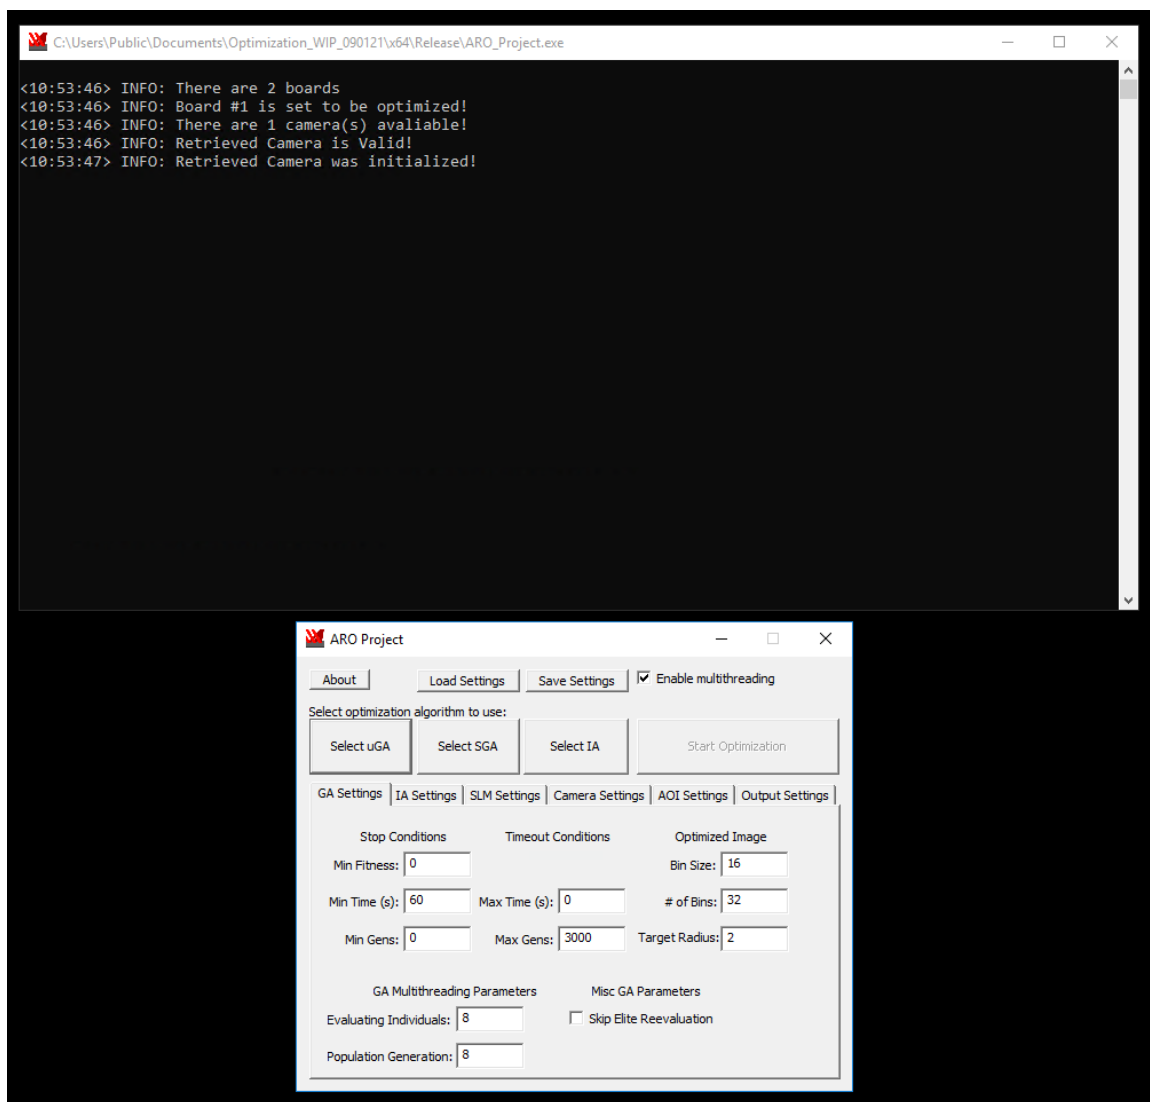 C:\Users\Public\Documents\Optimization_WIP_090121\x64\Release\ARO_Project.exe
<10:53:46> INFO: There are 2 boards
<10:53:46> INFO: Board #1 is set to be optimized!
<10:53:46> INFO: There are 1 camera(s) avaliable!
<10:53:46> INFO: Retrieved Camera is Valid!
<10:53:47> INFO: Retrieved Camera was initialized!
ARO Project
About Load Settings Save Settings Enable multithreading
Select optimization algorithm to use:
Select uGA Select SGA Select IA Start Optimization
GA Settings IA Settings SLM Settings Camera Settings AOI Settings Output Settings
Stop Conditions Timeout Conditions Optimized Image
Min Fitness: 0 Bin Size: 16
Min Time (s): 60 Max Time (s): 0 # of Bins: 32
Min Gens: 0 Max Gens: 3000 Target Radius: 2
GA Multithreading Parameters Misc GA Parameters
Evaluating Individuals: 8 Skip Elite Reevaluation
Population Generation: 8